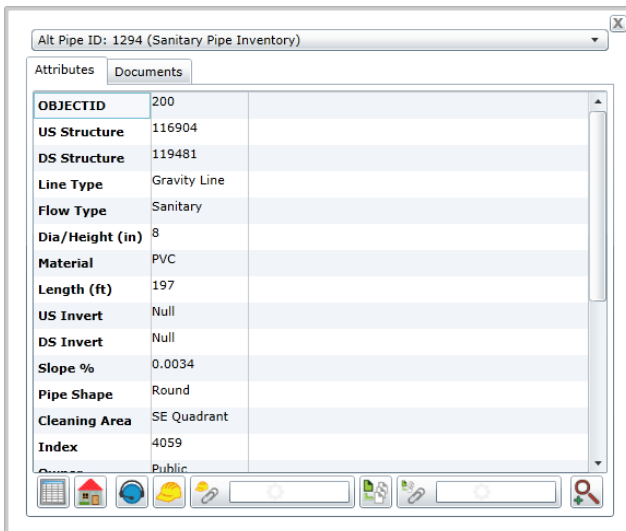 X
Alt Pipe ID: 1294 (Sanitary Pipe Inventory)
Attributes Documents
OBJECTID 200
US Structure 116904
DS Structure 119481
Line Type Gravity Line
Flow Type Sanitary
Dia/Height (in) 8
Material PVC
Length (ft) 197
US Invert Null
DS Invert Null
Slope % 0.0034
Pipe Shape Round
Cleaning Area SE Quadrant
Index 4059
Owner Public